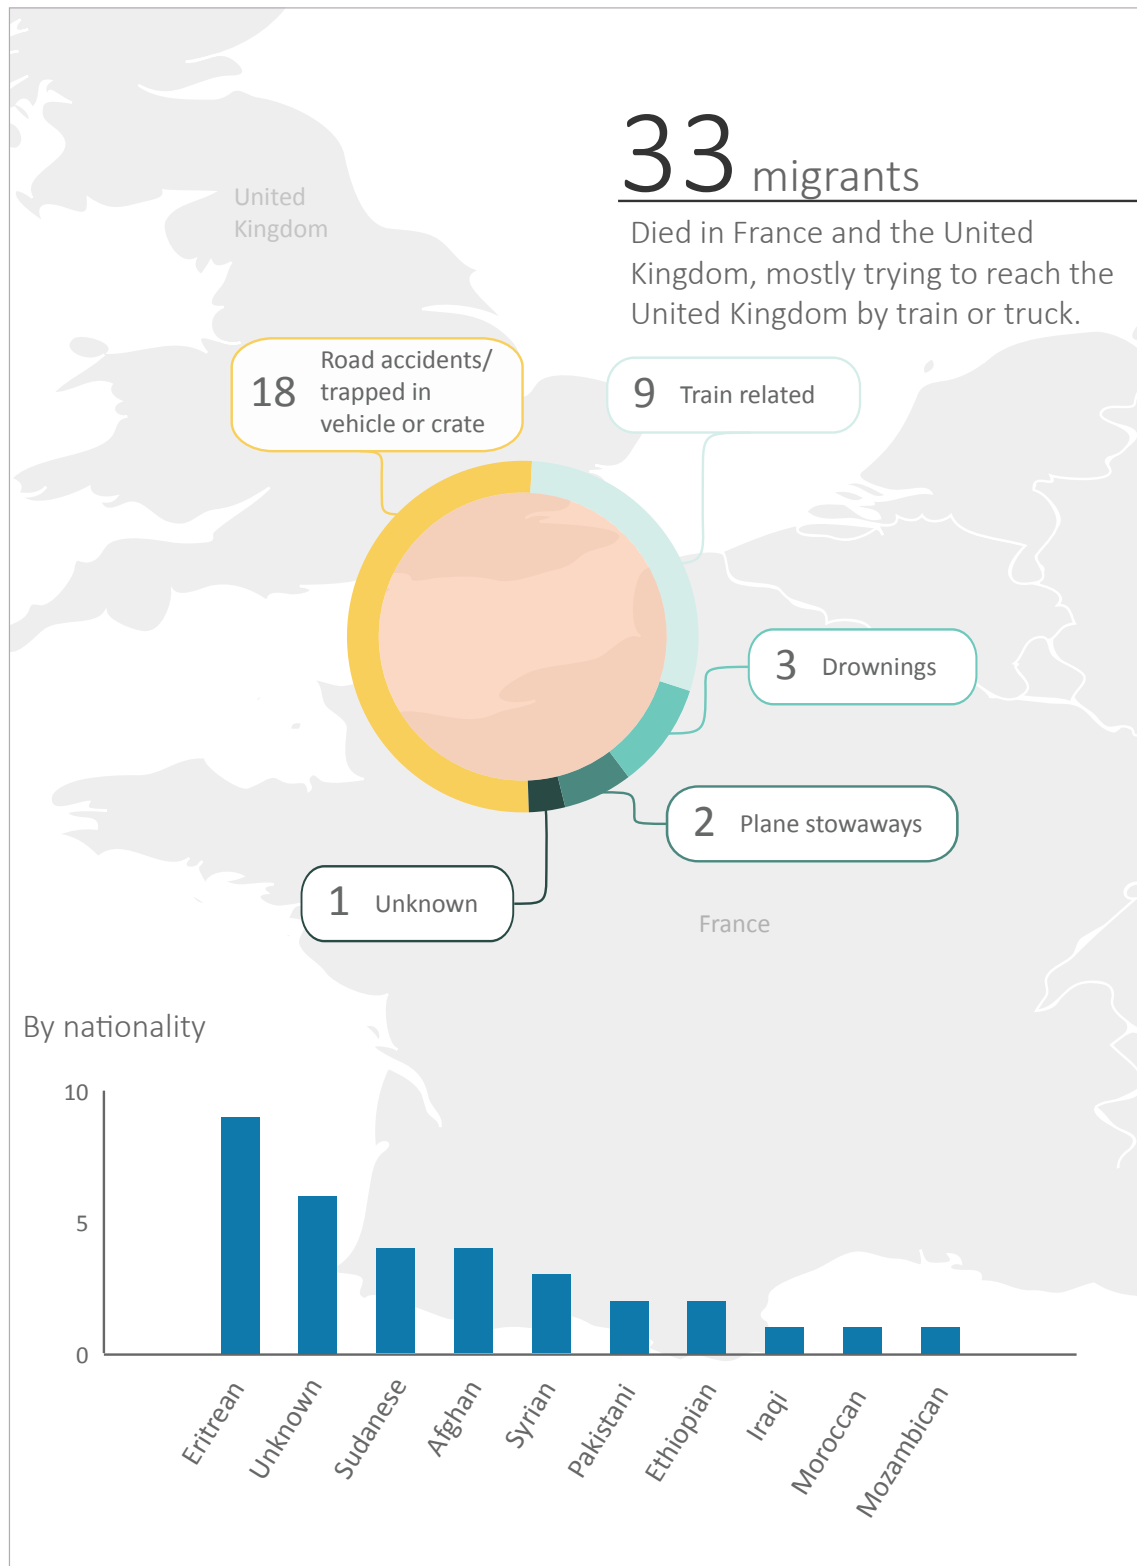 33 migrants
Died in France and the United
Kingdom, mostly trying to reach the
United Kingdom by train or truck.
United
Kingdom
18
Road accidents/
trapped in
vehicle or crate
9 Train related
3 Drownings
2 Plane stowaways
1 Unknown
France
By nationality
10
5
0
Eritrean
Unknown
Sudanese
Afghan
Syrian
Pakistani
Ethiopian
Iraqi
Moroccan
Mozambican